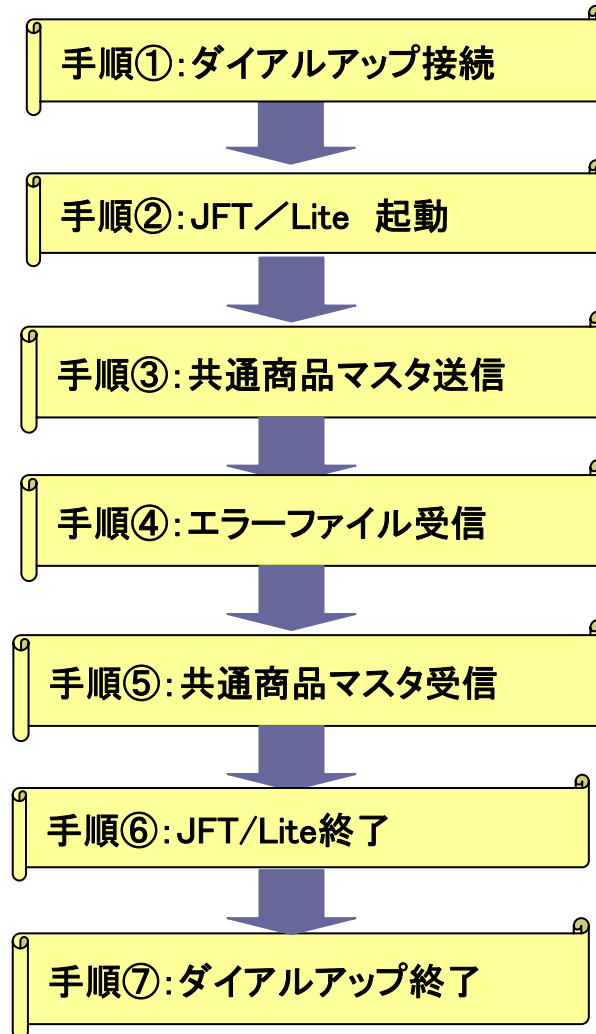 手順①:ダイアルアップ接続
手順②:JFT／Lite　起動
手順③:共通商品マスタ送信
手順④:エラーファイル受信
手順⑤:共通商品マスタ受信
手順⑥:JFT/Lite終了
手順⑦:ダイアルアップ終了